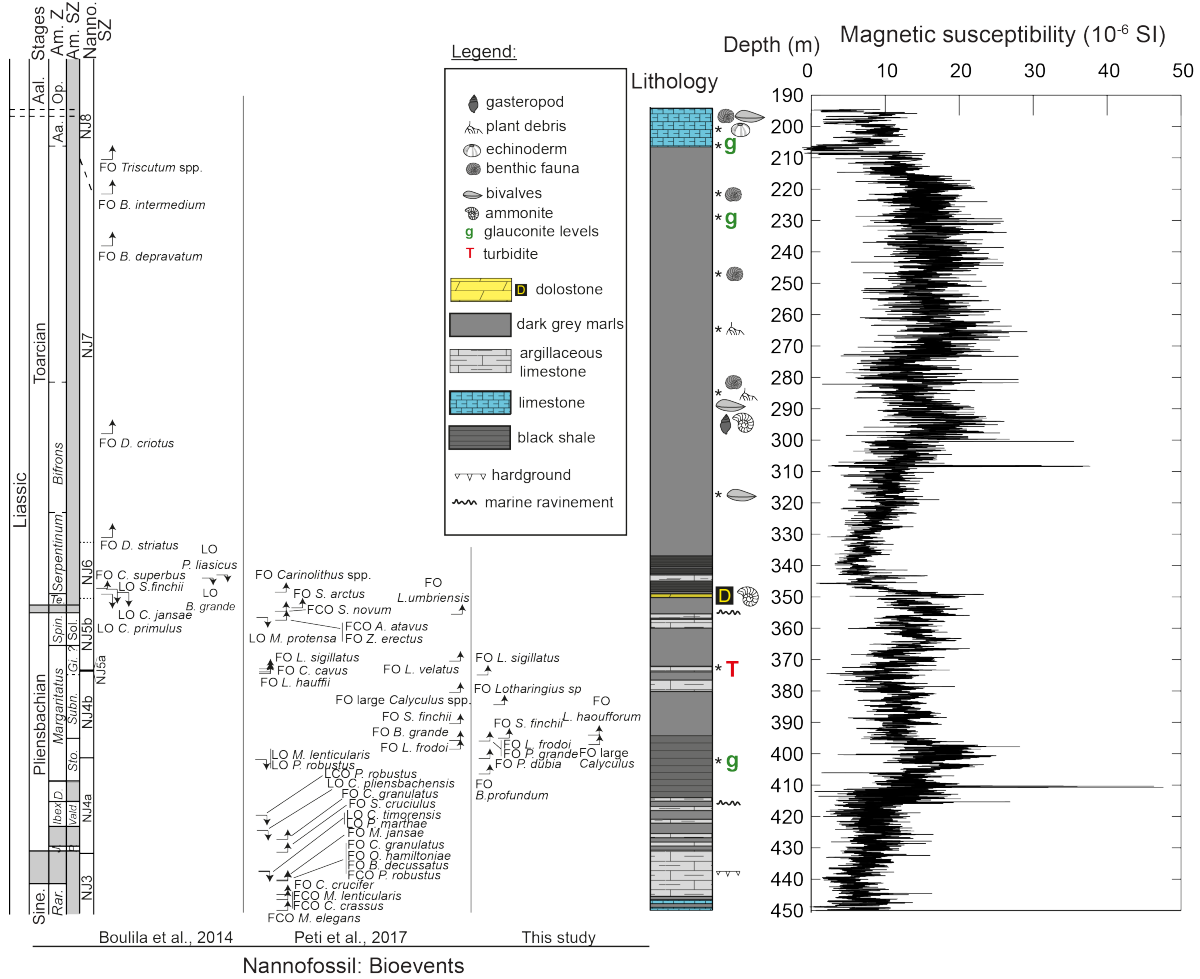 Stages
Am. Z
Am. SZ
Nanno.
SZ
Liassic
Aal.
Toarcian
Pliensbachian
Sine.
Op.
Aa.
Bifrons
Serpentinum
Te
Spin.
Margaritatus
D
Ibex
J
Rar.
Sol.
?
Gi.
Subn.
Sto.
Vald
NJ8
NJ7
NJ6
NJ5b
NJ5a
NJ4b
NJ4a
NJ3
FO Triscutum spp.
FO B. intermedium
FO B. depravatum
FO D. criotus
FO D. striatus
LO
P. liasicus
FO C. superbus
LO S.finchii
LO
B. grande
LO C. jansae
LO C. primulus
FO Carinolithus spp.
FO S. arctus
FCO S. novum
FCO A. atavus
LO M. protensa
FO Z. erectus
FO
L.umbriensis
FO L. sigillatus
FO C. cavus
FO L. hauffii
FO L. velatus
FO large Calyculus spp.
FO S. finchii
FO B. grande
FO L. frodoi
LO M. lenticularis
LO P. robustus
LCO P. robustus
LO C. pliensbachensis
FO C. granulatus
FO S. cruciulus
LO C. timorensis
LO P. marthae
FO M. jansae
FO C. granulatus
FO O. hamiltoniae
FO B. decussatus
FCO P. robustus
FO C. crucifer
FCO M. lenticularis
FCO C. crassus
FCO M. elegans
FO L. sigillatus
FO Lotharingius sp
FO
L. haoufforum
FO S. finchii
FO L. frodoi
FO P. grande
FO P. dubia
FO large
Calyculus
FO
B.profundum
Boulila et al., 2014
Peti et al., 2017
This study
Nannofossil: Bioevents
Legend:
gasteropod
plant debris
echinoderm
benthic fauna
bivalves
ammonite
g glauconite levels
T turbidite
D dolostone
dark grey marls
argillaceous
limestone
limestone
black shale
hardground
marine ravinement
Lithology
* 
* g
*
* g
*
*
*
*
D
* T
* g
Depth (m)
Magnetic susceptibility (10-6 SI)
0 10 20 30 40 50
190
200
210
220
230
240
250
260
270
280
290
300
310
320
330
340
350
360
370
380
390
400
410
420
430
440
450